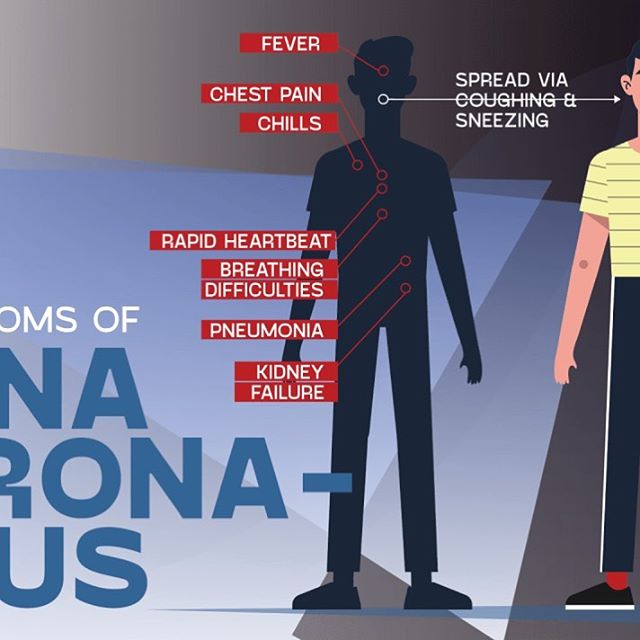 FEVER
CHEST PAIN
CHILLS
SPREAD VIA
COUGHING &
SNEEZING
RAPID HEARTBEAT
BREATHING
DIFFICULTIES
PNEUMONIA
KIDNEY
FAILURE
OMS OF
NA
RONA-
US